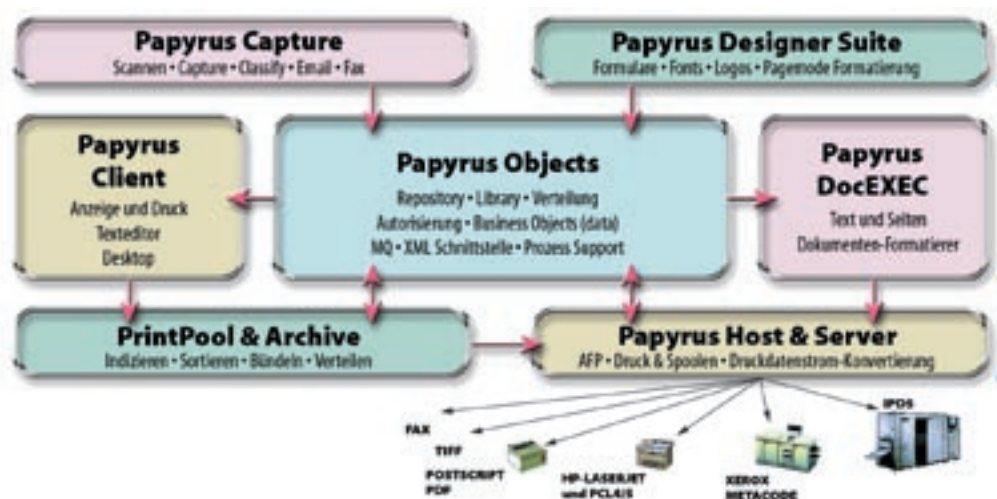 Papyrus Capture
Scannen • Capture • Classify • Email • Fax
Papyrus Designer Suite
Formulare • Fonts • Logos • Pagemode Formatierung
Papyrus
Client
Anzeige und Druck
Texteditor
Desktop
Papyrus Objects
Repository • Library • Verteilung
Autorisierung • Business Objects (data)
MQ • XML Schnittstelle • Prozess Support
Papyrus
DocEXEC
Text und Seiten
Dokumenten-Formatierer
PrintPool & Archive
Indizieren • Sortieren • Bündeln • Verteilen
Papyrus Host & Server
AFP • Druck & Spoolen • Druckdatenstrom-Konvertierung
FAX
TIFF
POSTSCRIPT
PDF
HP-LASERJET
und PCL4/5
XEROX
METACODE
IPDS